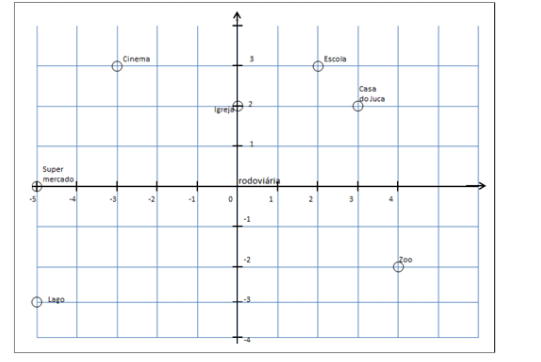 Cinema
3
Escola
Casa
do Juca
Igreja
2
1
Super
mercado
rodoviária
-5
-4
-3
-2
-1
0
1
2
3
4
-1
-2
Zoo
Lago
-3
-4